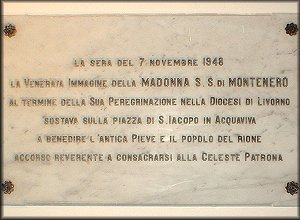 LA SERA DEL 7 NOVEMBRE 1948
LA VENERATA IMMAGINE DELLA MADONNA S.S. DI MONTENERO
AL TERMINE DELLA SUA PEREGRINAZIONE NELLA DIOCESI DI LIVORNO
SOSTAVA SULLA PIAZZA DI S. IACOPO IN ACQUAVIVA
A BENEDIRE L'ANTICA PIEVE E IL POPOLO DEL RIONE
ACCORSO REVERENTE A CONSACRARSI ALLA CELESTE PATRONA